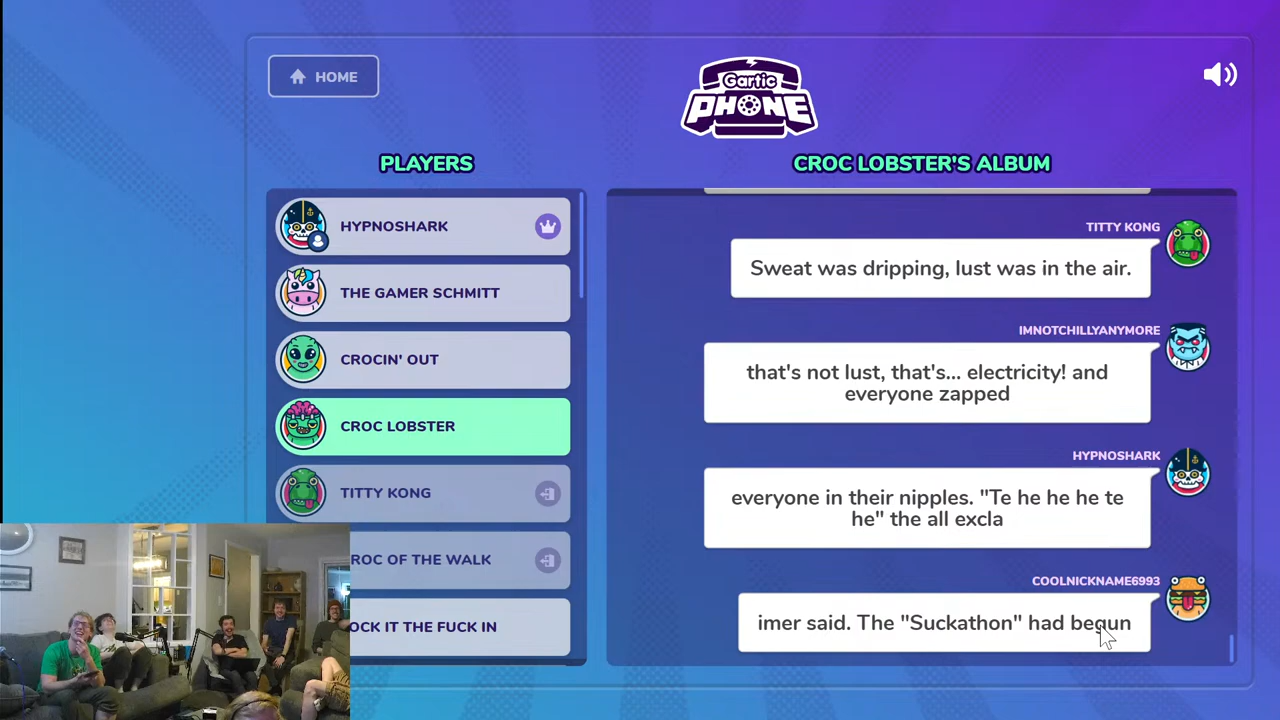 HOME
Gartic
PHONE
PLAYERS
HYPNOSHARK
THE GAMER SCHMITT
CROCIN' OUT
CROC LOBSTER
TITTY KONG
ROC OF THE WALK
OCK IT THE FUCK IN
CROC LOBSTER'S ALBUM
TITTY KONG
Sweat was dripping, lust was in the air.
IMNOTCHILLYANYMORE
that's not lust, that's... electricity! and
everyone zapped
HYPNOSHARK
everyone in their nipples. "Te he he he te
he" the all excla
COOLNICKNAME6993
imer said. The "Suckathon" had begun